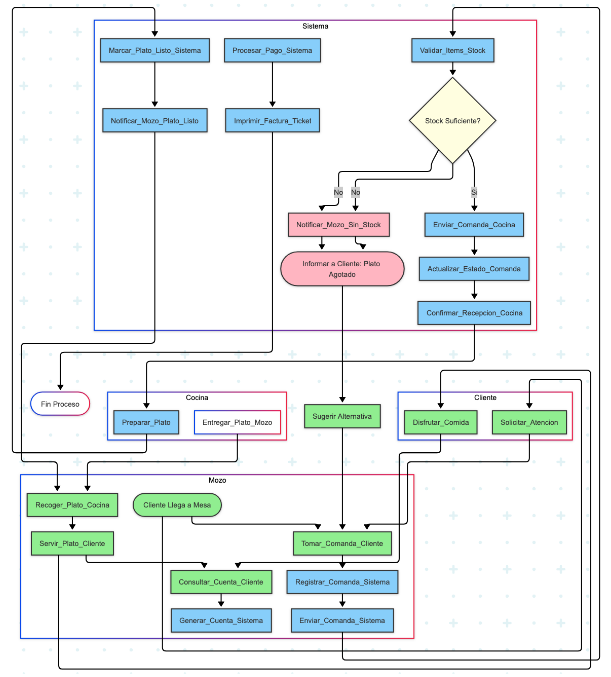 Sistema
Marcar_Plato_Listo_Sistema
Procesar_Pago_Sistema
Validar_Items_Stock
Notificar_Mozo_Plato_Listo
Imprimir_Factura_Ticket
Stock Suficiente?
No
No
Si
Notificar_Mozo_Sin_Stock
Enviar_Comanda_Cocina
Informar a Cliente: Plato
Agotado
Actualizar_Estado_Comanda
Confirmar_Recepcion_Cocina
Fin Proceso
Cocina
Preparar_Plato
Entregar_Plato_Mozo
Sugerir Alternativa
Cliente
Disfrutar_Comida
Solicitar_Atencion
Mozo
Recoger_Plato_Cocina
Cliente Llega a Mesa
Servir_Plato_Cliente
Tomar_Comanda_Cliente
Consultar_Cuenta_Cliente
Registrar_Comanda_Sistema
Generar_Cuenta_Sistema
Enviar_Comanda_Sistema